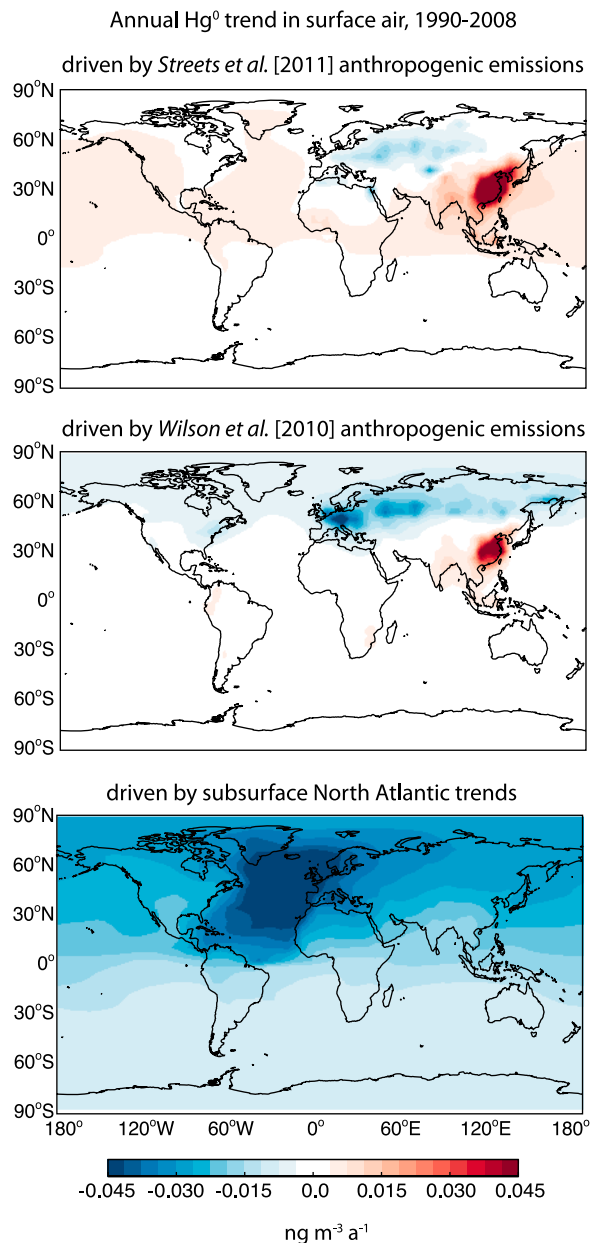 Annual Hg⁰ trend in surface air, 1990-2008
driven by Streets et al. [2011] anthropogenic emissions
90°N
60°N
30°N
0°
30°S
60°S
90°S
driven by Wilson et al. [2010] anthropogenic emissions
90°N
60°N
30°N
0°
30°S
60°S
90°S
driven by subsurface North Atlantic trends
90°N
60°N
30°N
0°
30°S
60°S
90°S
180° 120°W 60°W 0° 60°E 120°E 180°
-0.045 -0.030 -0.015 0.0 0.015 0.030 0.045
ng m⁻³ a⁻¹